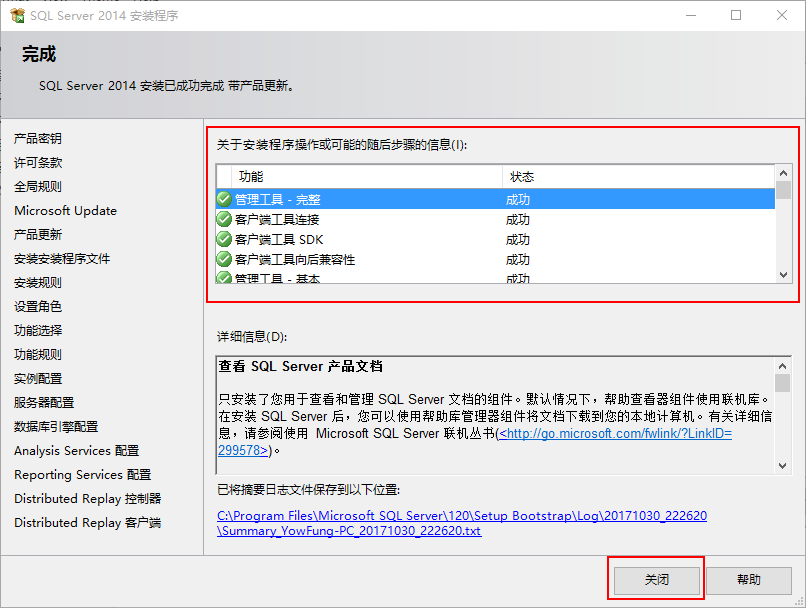 SQL Server 2014 安装程序
完成
SQL Server 2014 安装已成功完成 带产品更新。
产品密钥
许可条款
全局规则
Microsoft Update
产品更新
安装安装程序文件
安装规则
设置角色
功能选择
功能规则
实例配置
服务器配置
数据库引擎配置
Analysis Services 配置
Reporting Services 配置
Distributed Replay 控制器
Distributed Replay 客户端
关于安装程序操作或可能的随后步骤的信息(I):
功能 状态
管理工具 - 完整 成功
客户端工具连接 成功
客户端工具 SDK 成功
客户端工具向后兼容性 成功
管理工具 - 基本 成功
详细信息(D):
查看 SQL Server 产品文档
只安装了您用于查看和管理 SQL Server 文档的组件。默认情况下，帮助查看器组件使用联机库。
在安装 SQL Server 后，您可以使用帮助库管理器组件将文档下载到您的本地计算机。有关详细信
息，请参阅使用 Microsoft SQL Server 联机丛书(<http://go.microsoft.com/fwlink/?LinkID=
299578>)。
已将摘要日志文件保存到以下位置:
C:\Program Files\Microsoft SQL Server\120\Setup Bootstrap\Log\20171030_222620
\Summary_YowFung-PC_20171030_222620.txt
关闭 帮助